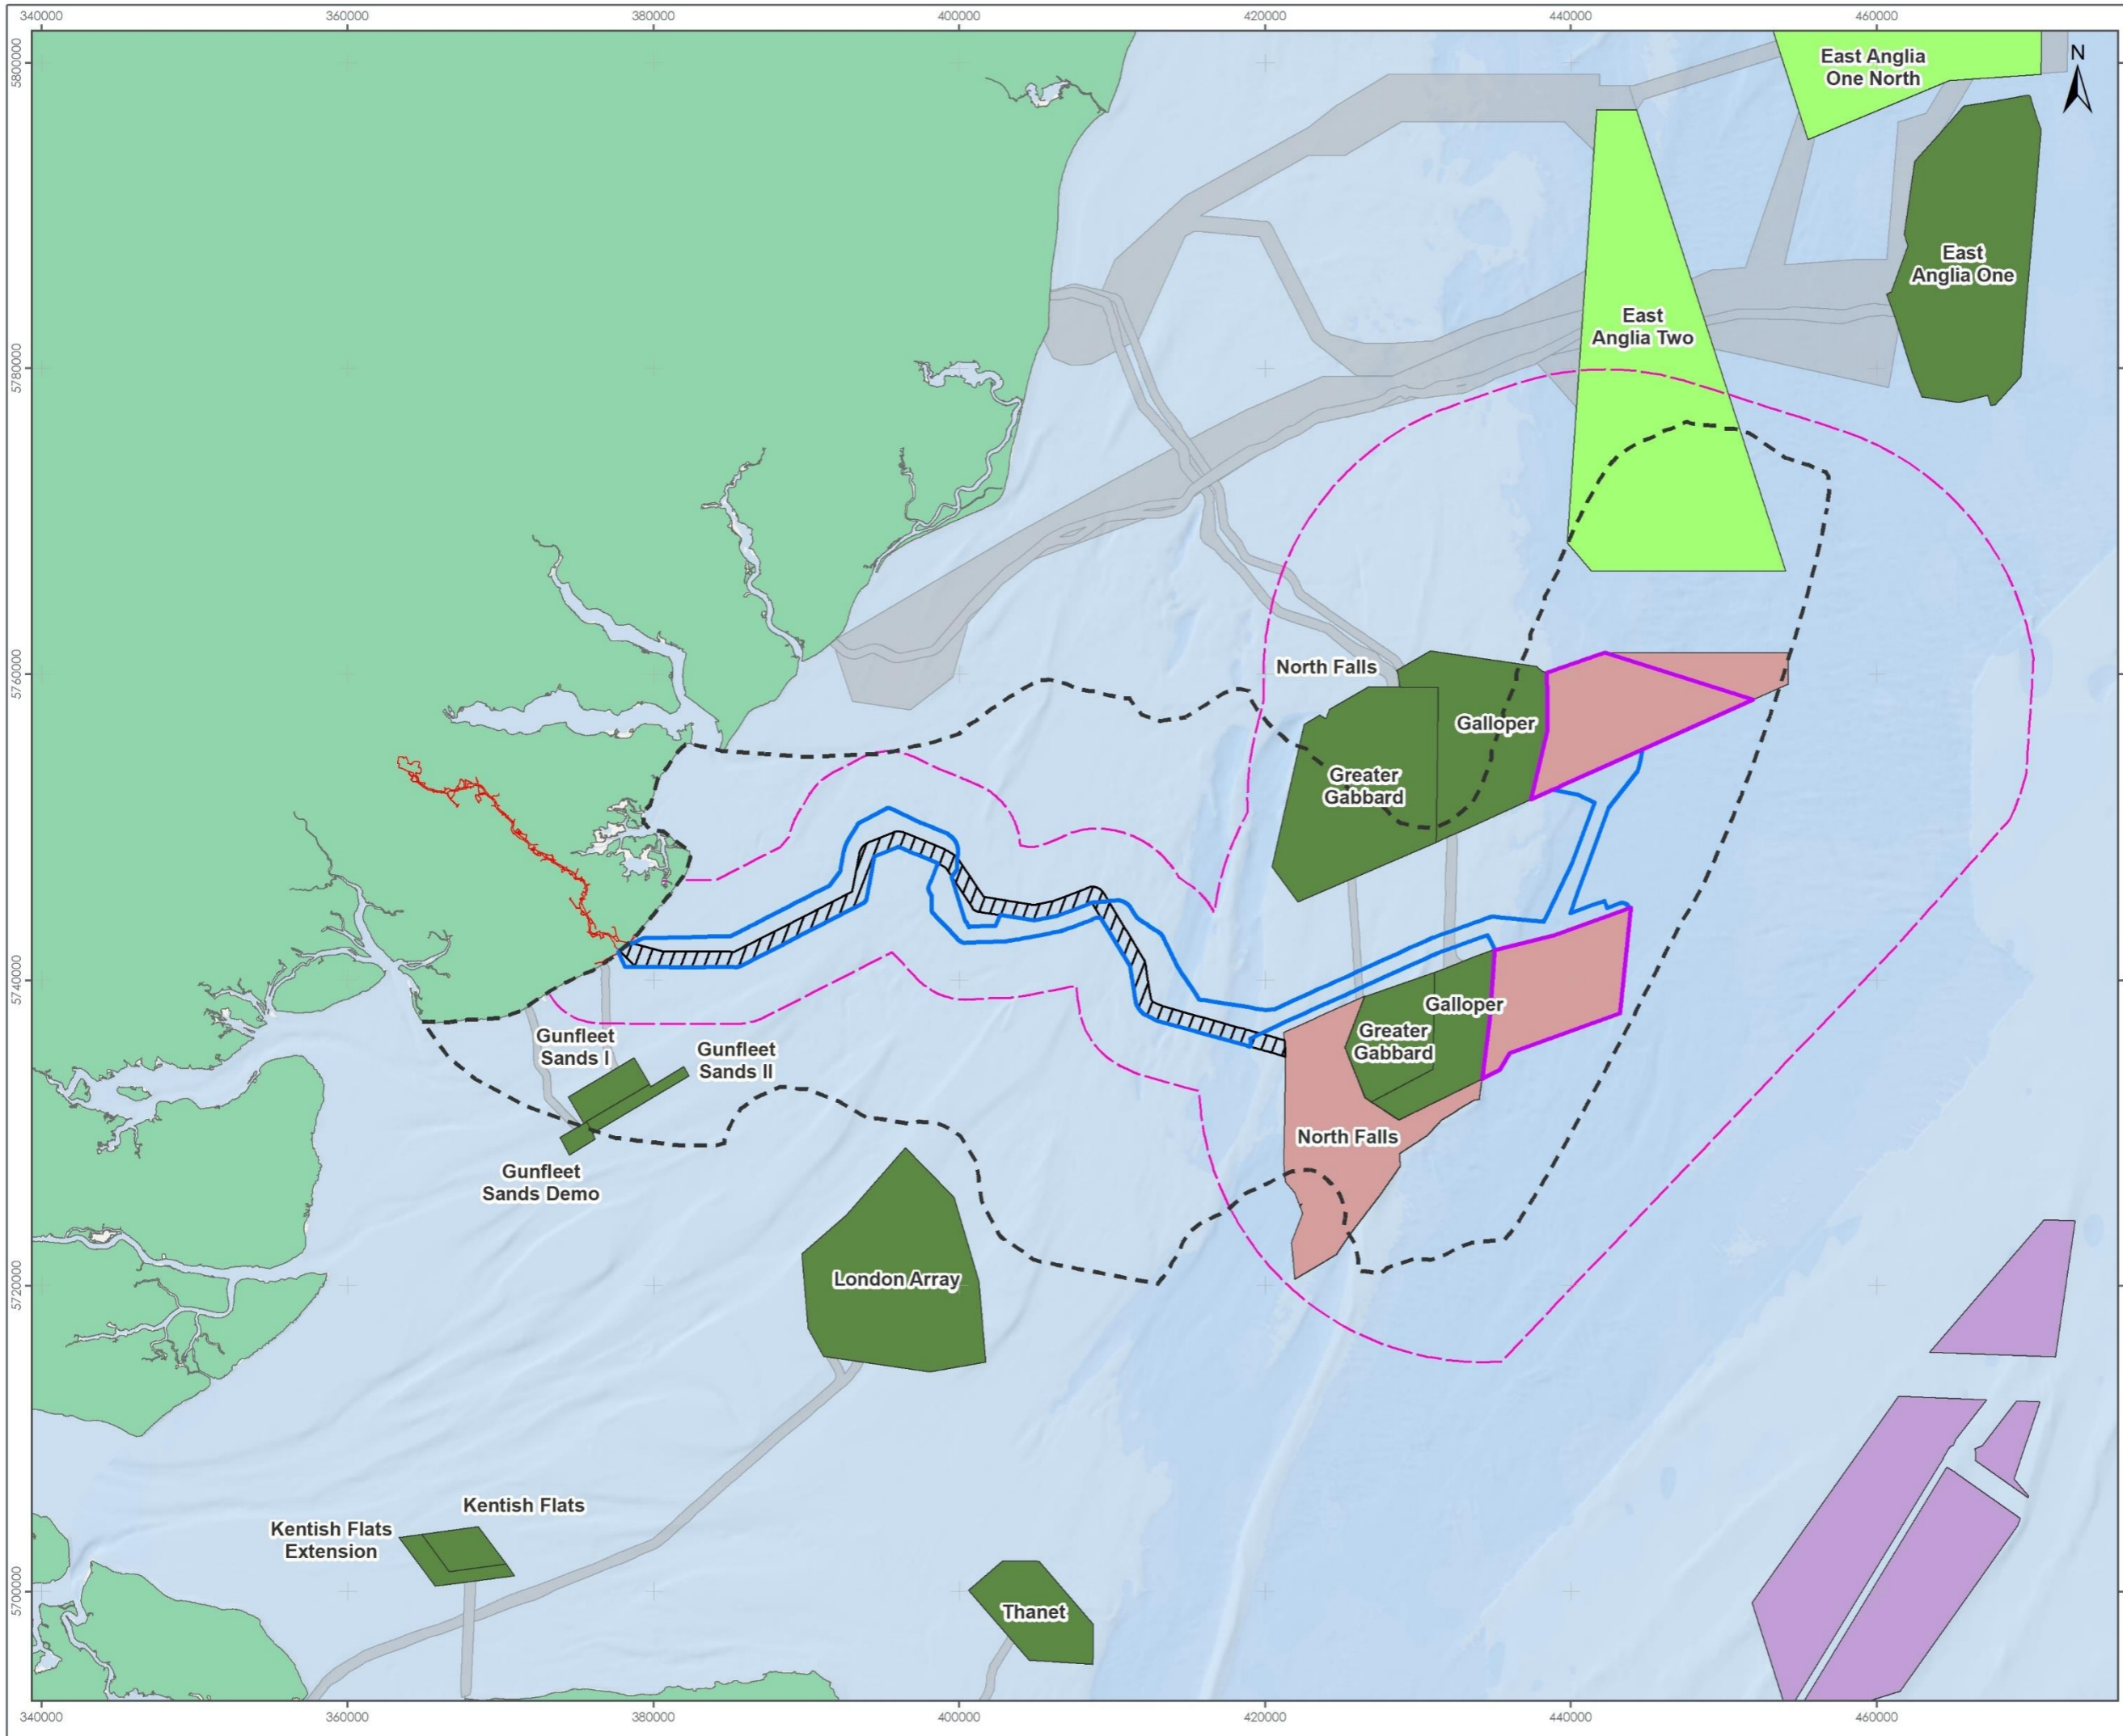 340000 360000 380000 400000 420000 440000 460000
5800000
5780000
5760000
5740000
5720000
5700000
N
East Anglia
One North
East
Anglia One
East
Anglia Two
North Falls
Galloper
Greater
Gabbard
Galloper
Greater
Gabbard
North Falls
Gunfleet
Sands I
Gunfleet
Sands II
Gunfleet
Sands Demo
London Array
Kentish Flats
Kentish Flats
Extension
Thanet
340000 360000 380000 400000 420000 440000 460000